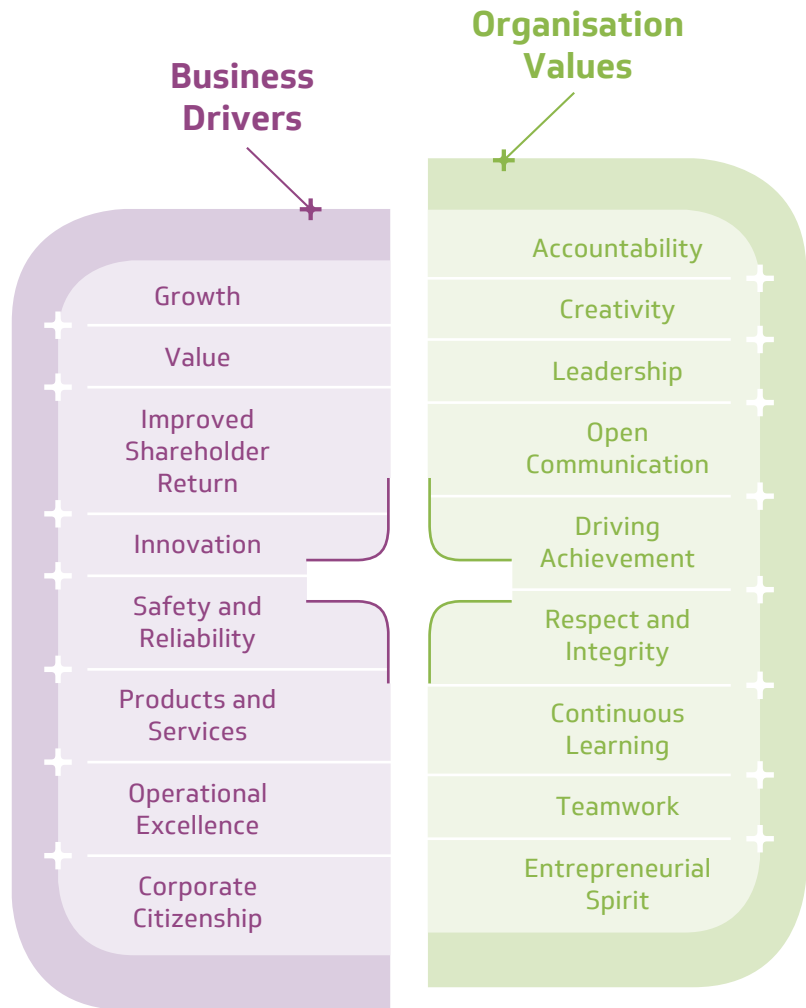 Business
Drivers
Growth
Value
Improved
Shareholder
Return
Innovation
Safety and
Reliability
Products and
Services
Operational
Excellence
Corporate
Citizenship
Organisation
Values
Accountability
Creativity
Leadership
Open
Communication
Driving
Achievement
Respect and
Integrity
Continuous
Learning
Teamwork
Entrepreneurial
Spirit